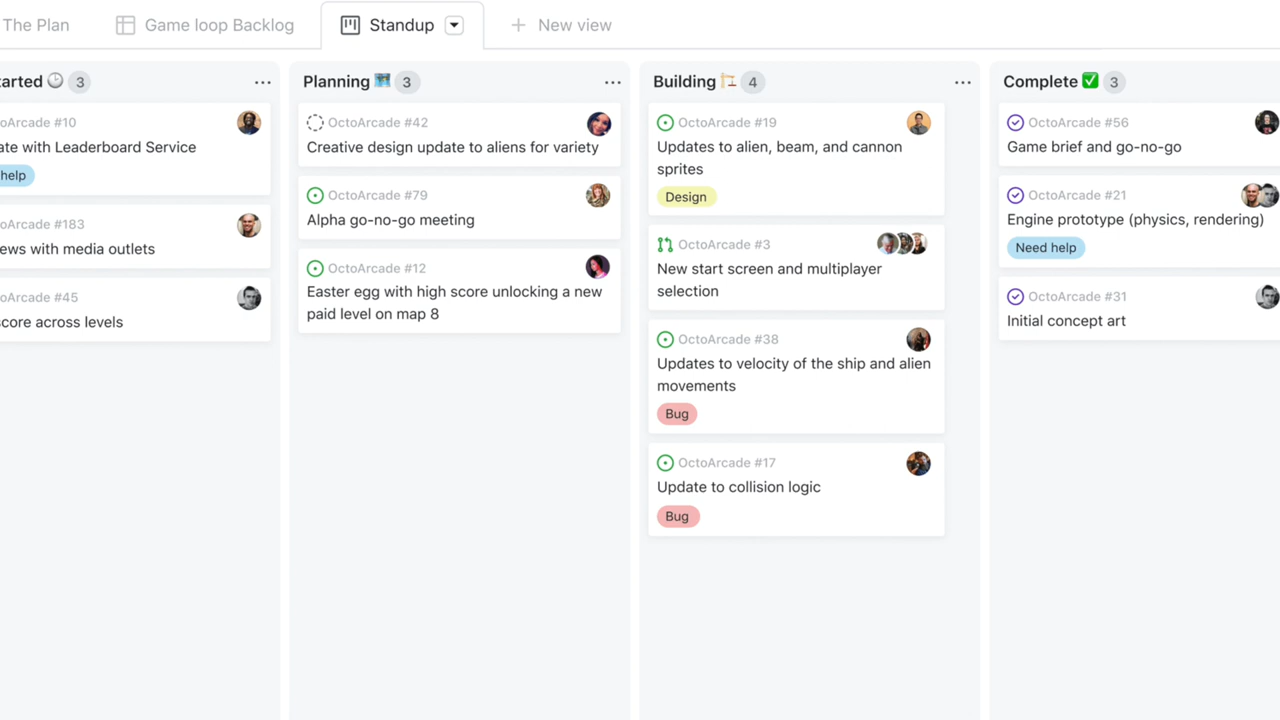 The Plan
Game loop Backlog
Standup
New view
tarted 3
oArcade #10
ate with Leaderboard Service
help
oArcade #183
ews with media outlets
oArcade #45
score across levels
Planning 3
OctoArcade #42
Creative design update to aliens for variety
OctoArcade #79
Alpha go-no-go meeting
OctoArcade #12
Easter egg with high score unlocking a new
paid level on map 8
Building 4
OctoArcade #19
Updates to alien, beam, and cannon
sprites
Design
OctoArcade #3
New start screen and multiplayer
selection
OctoArcade #38
Updates to velocity of the ship and alien
movements
Bug
OctoArcade #17
Update to collision logic
Bug
Complete 3
OctoArcade #56
Game brief and go-no-go
OctoArcade #21
Engine prototype (physics, rendering)
Need help
OctoArcade #31
Initial concept art